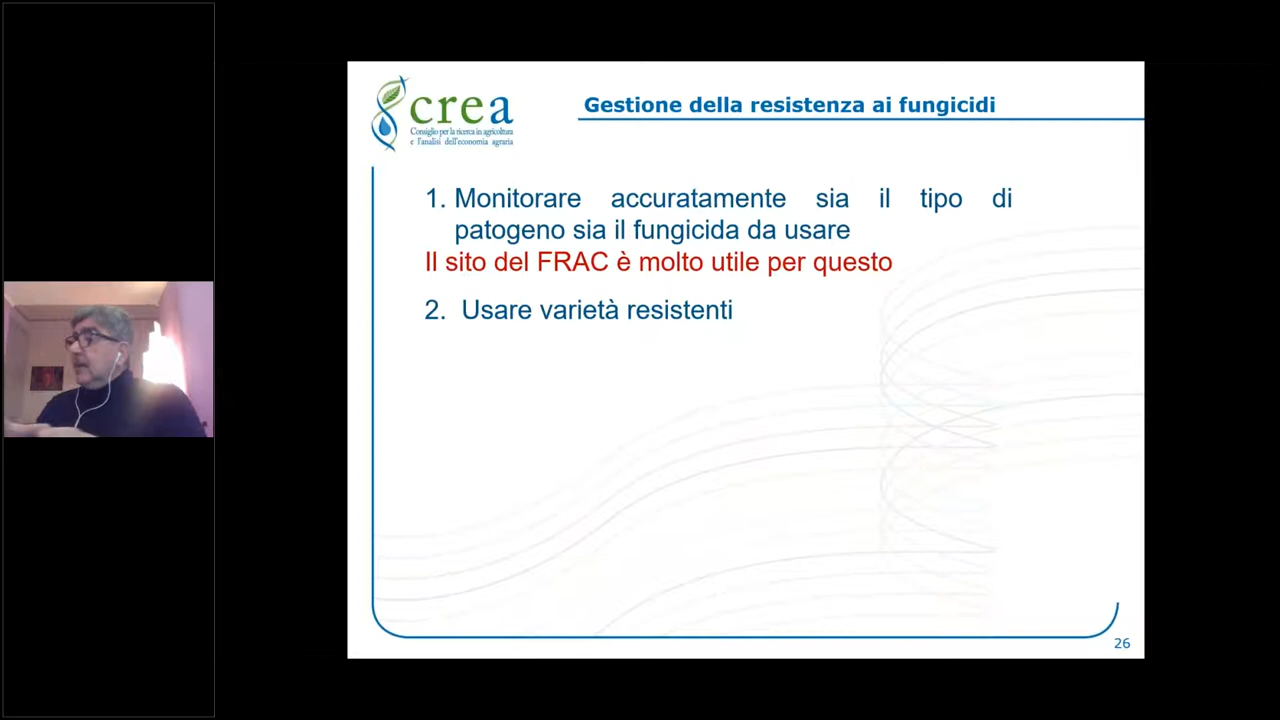 crea
Consiglio per la ricerca in agricoltura
e l'analisi dell'economia agraria
Gestione della resistenza ai fungicidi
1. Monitorare accuratamente sia il tipo di
patogeno sia il fungicida da usare
Il sito del FRAC è molto utile per questo
2. Usare varietà resistenti
26